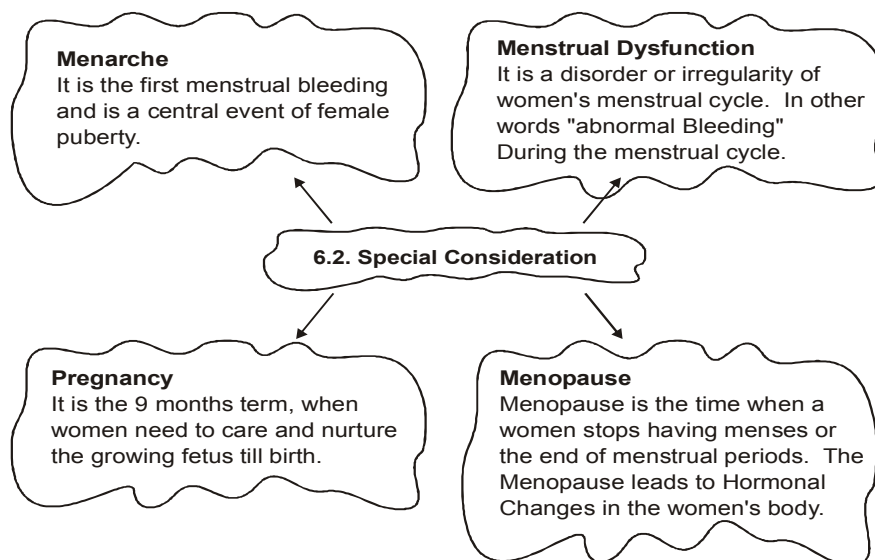 Menarche
It is the first menstrual bleeding
and is a central event of female
puberty.
Menstrual Dysfunction
It is a disorder or irregularity of
women's menstrual cycle. In other
words "abnormal Bleeding"
During the menstrual cycle.
6.2. Special Consideration
Pregnancy
It is the 9 months term, when
women need to care and nurture
the growing fetus till birth.
Menopause
Menopause is the time when a
women stops having menses or
the end of menstrual periods. The
Menopause leads to Hormonal
Changes in the women's body.